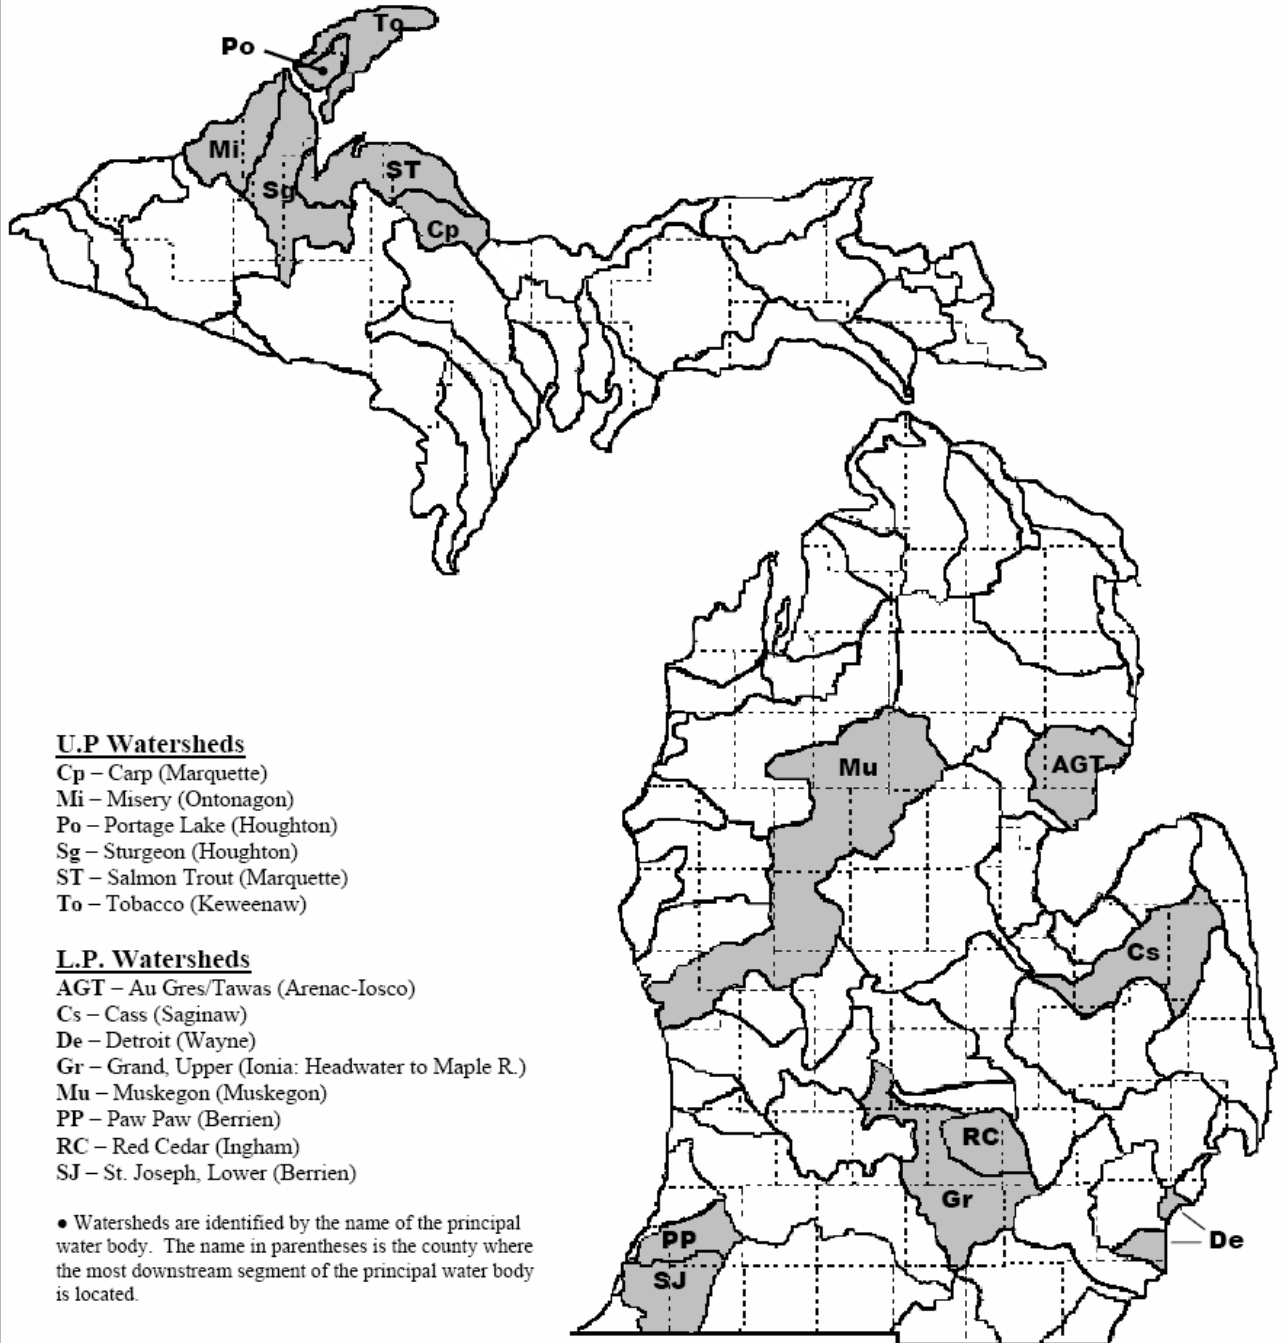 To
Po
Mi
ST
Sg
Cp
Mu
AGT
Cs
RC
Gr
De
PP
SJ
U.P Watersheds
Cp – Carp (Marquette)
Mi – Misery (Ontonagon)
Po – Portage Lake (Houghton)
Sg – Sturgeon (Houghton)
ST – Salmon Trout (Marquette)
To – Tobacco (Keweenaw)
L.P. Watersheds
AGT – Au Gres/Tawas (Arenac-Iosco)
Cs – Cass (Saginaw)
De – Detroit (Wayne)
Gr – Grand, Upper (Ionia: Headwater to Maple R.)
Mu – Muskegon (Muskegon)
PP – Paw Paw (Berrien)
RC – Red Cedar (Ingham)
SJ – St. Joseph, Lower (Berrien)
● Watersheds are identified by the name of the principal
water body.  The name in parentheses is the county where
the most downstream segment of the principal water body
is located.